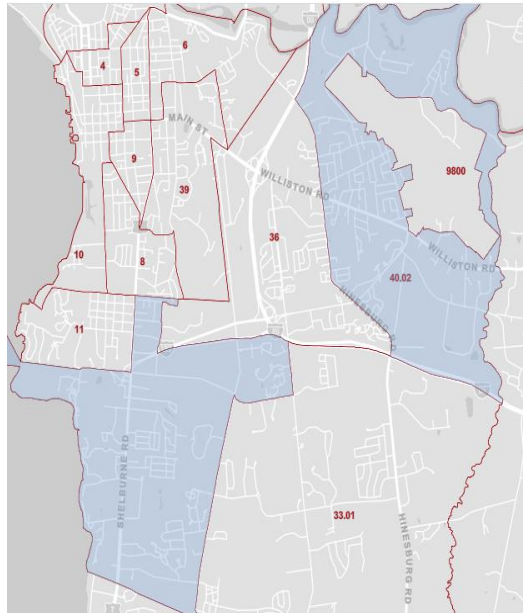 6
4
5
MAIN ST
9
9800
39
WILLISTON RD
36
WILLISTON RD
10
8
40.02
HINESBURG RD
11
SHELBURNE RD
33.01
HINESBURG RD